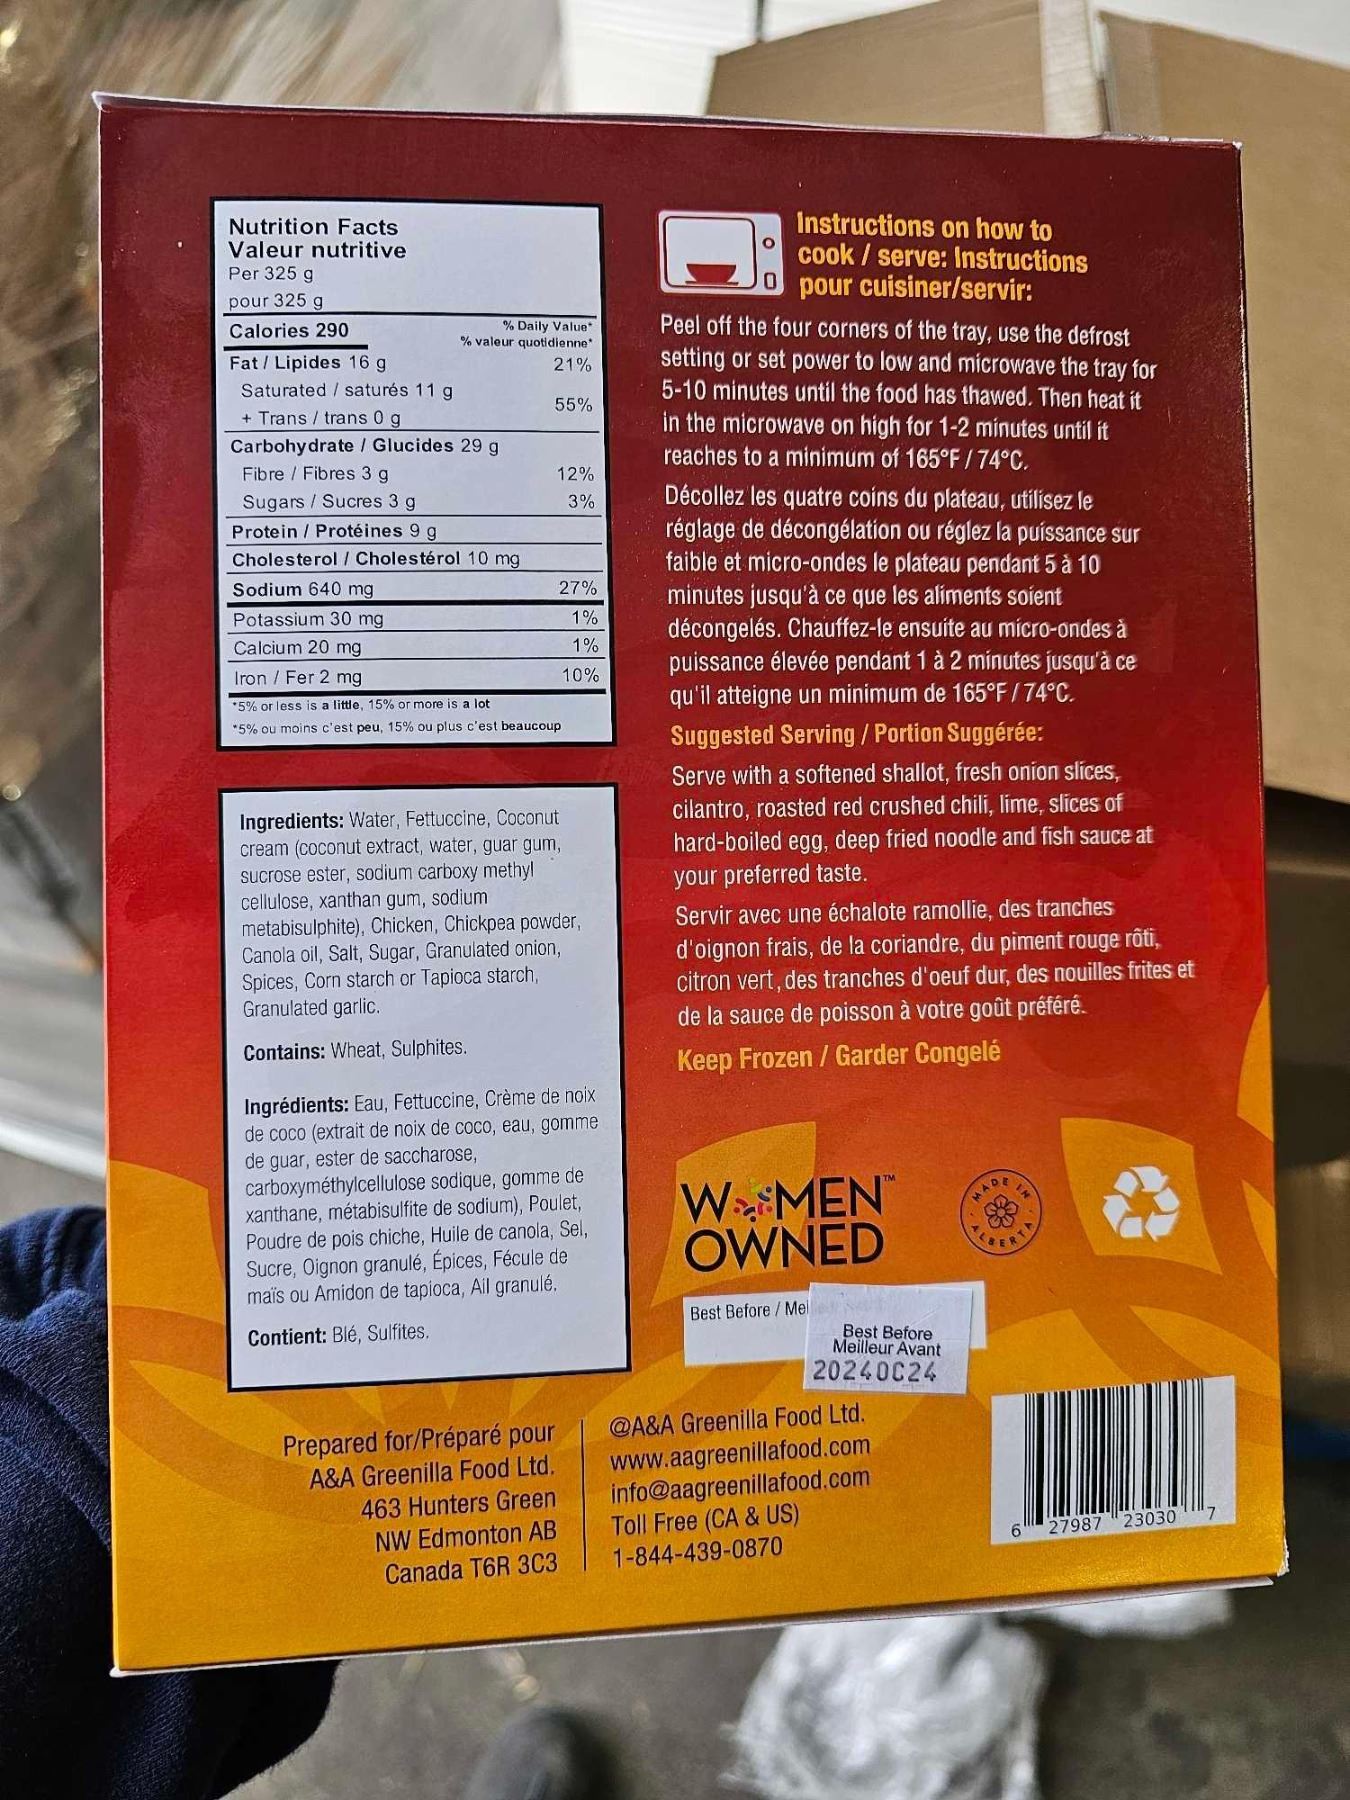 Nutrition Facts
Valeur nutritive
Per 325 g
pour 325 g
Calories 290
% Daily Value*
% valeur quotidienne*
Fat / Lipides 16 g 21%
Saturated / saturés 11 g
+ Trans / trans 0 g 55%
Carbohydrate / Glucides 29 g
Fibre / Fibres 3 g 12%
Sugars / Sucres 3 g 3%
Protein / Protéines 9 g
Cholesterol / Cholestérol 10 mg
Sodium 640 mg 27%
Potassium 30 mg 1%
Calcium 20 mg 1%
Iron / Fer 2 mg 10%
*5% or less is a little, 15% or more is a lot
*5% ou moins c'est peu, 15% ou plus c'est beaucoup
Ingredients: Water, Fettuccine, Coconut
cream (coconut extract, water, guar gum,
sucrose ester, sodium carboxy methyl
cellulose, xanthan gum, sodium
metabisulphite), Chicken, Chickpea powder,
Canola oil, Salt, Sugar, Granulated onion,
Spices, Corn starch or Tapioca starch,
Granulated garlic.
Contains: Wheat, Sulphites.
Ingrédients: Eau, Fettuccine, Crème de noix
de coco (extrait de noix de coco, eau, gomme
de guar, ester de saccharose,
carboxyméthylcellulose sodique, gomme de
xanthane, métabisulfite de sodium), Poulet,
Poudre de pois chiche, Huile de canola, Sel,
Sucre, Oignon granulé, Épices, Fécule de
maïs ou Amidon de tapioca, Ail granulé.
Contient: Blé, Sulfites.
Instructions on how to
cook / serve: Instructions
pour cuisiner/servir:
Peel off the four corners of the tray, use the defrost
setting or set power to low and microwave the tray for
5-10 minutes until the food has thawed. Then heat it
in the microwave on high for 1-2 minutes until it
reaches to a minimum of 165°F / 74°C.
Décollez les quatre coins du plateau, utilisez le
réglage de décongélation ou réglez la puissance sur
faible et micro-ondes le plateau pendant 5 à 10
minutes jusqu'à ce que les aliments soient
décongelés. Chauffez-le ensuite au micro-ondes à
puissance élevée pendant 1 à 2 minutes jusqu'à ce
qu'il atteigne un minimum de 165°F / 74°C.
Suggested Serving / Portion Suggérée:
Serve with a softened shallot, fresh onion slices,
cilantro, roasted red crushed chili, lime, slices of
hard-boiled egg, deep fried noodle and fish sauce at
your preferred taste.
Servir avec une échalote ramollie, des tranches
d'oignon frais, de la coriandre, du piment rouge rôti,
citron vert, des tranches d'oeuf dur, des nouilles frites et
de la sauce de poisson à votre goût préféré.
Keep Frozen / Garder Congelé
WOMEN™
OWNED
MADE IN
ALBERTA
Best Before / Mei
Best Before
Meilleur Avant
20240C24
Prepared for/Préparé pour
A&A Greenilla Food Ltd.
463 Hunters Green
NW Edmonton AB
Canada T6R 3C3
@A&A Greenilla Food Ltd.
www.aagreenillafood.com
info@aagreenillafood.com
Toll Free (CA & US)
1-844-439-0870
6 27987 23030 7